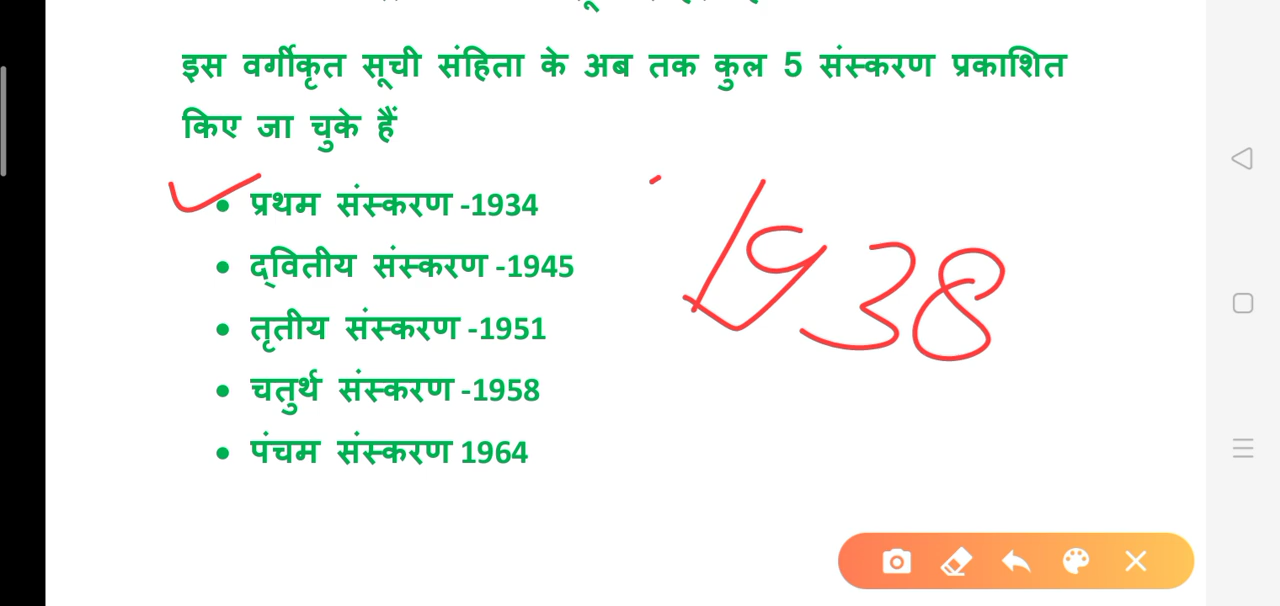 इस वर्गीकृत सूची संहिता के अब तक कुल 5 संस्करण प्रकाशित
किए जा चुके हैं
• प्रथम संस्करण -1934
1938
• द्वितीय संस्करण -1945
• तृतीय संस्करण -1951
• चतुर्थ संस्करण -1958
• पंचम संस्करण 1964